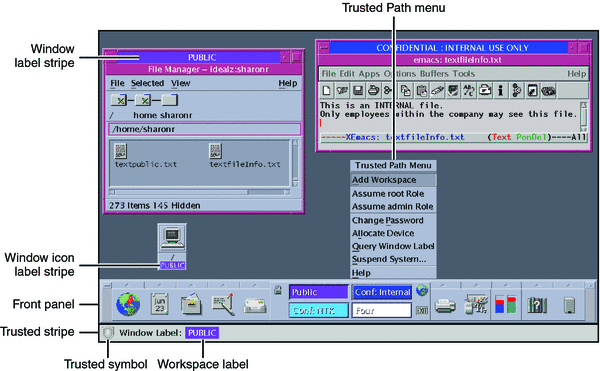 Trusted Path menu
Window
label stripe
PUBLIC
File Manager – idealz:sharonr
File Selected View Help
/ home sharonr
/home/sharonr
textpublic.txt textfileInfo.txt
273 Items 145 Hidden
CONFIDENTIAL : INTERNAL USE ONLY
emacs: textfileInfo.txt
File Edit Apps Options Buffers Tools Help
This is an INTERNAL file.
Only employees within the company may see this file.
-----XEmacs: textfileInfo.txt (Text PenDel)----All
Trusted Path Menu
Add Workspace
Assume root Role
Assume admin Role
Change Password
Allocate Device
Query Window Label
Suspend System...
Help
Window icon
label stripe
/
PUBLIC
Front panel
Jun
23
Public
Conf: Internal
Conf: NTK
Four
EXIT
Trusted stripe
Window Label: PUBLIC
Trusted symbol
Workspace label